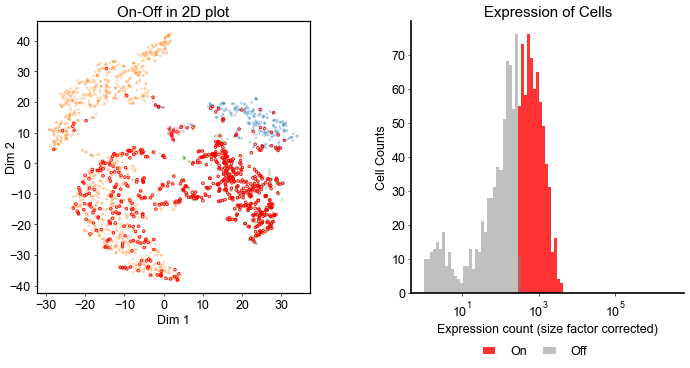 On-Off in 2D plot
40
30
20
10
0
−10
−20
−30
−40
−30 −20 −10 0 10 20 30
Dim 1
Dim 2
Expression of Cells
70
60
50
40
30
20
10
0
10^1 10^3 10^5
Cell Counts
Expression count (size factor corrected)
On Off